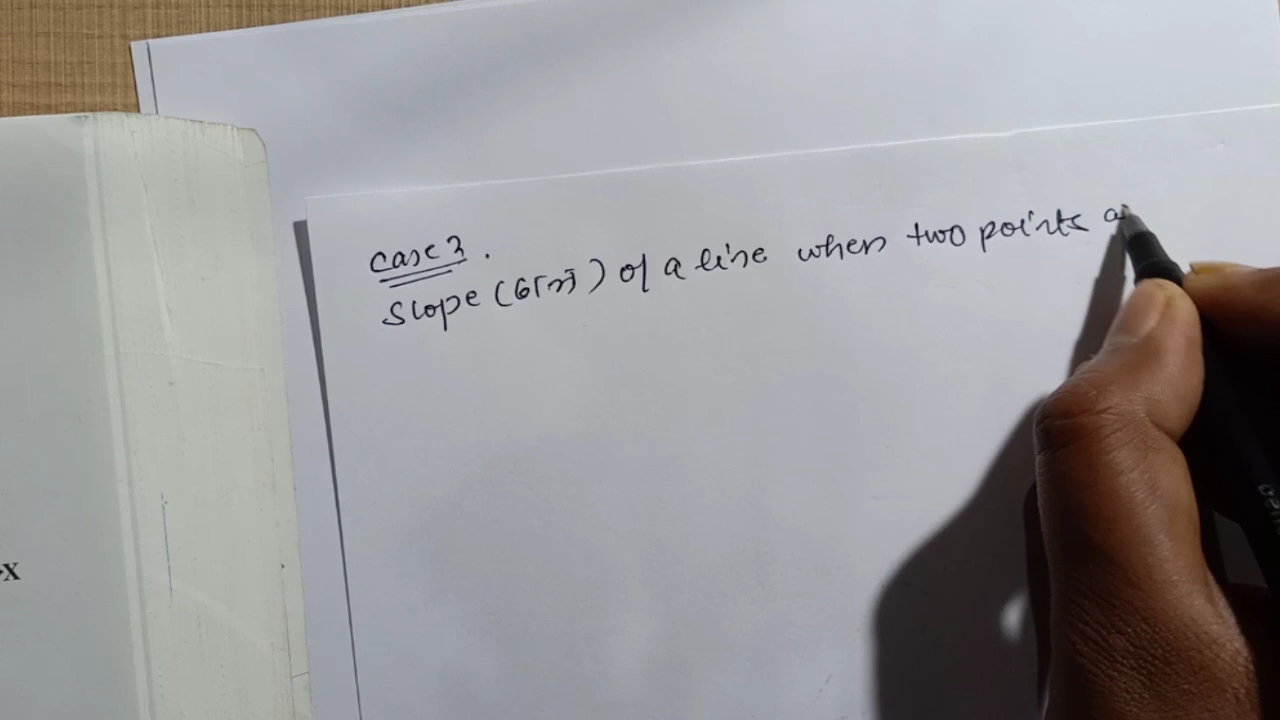 Case 3.
Slope (ढाल) of a line when two points a
X